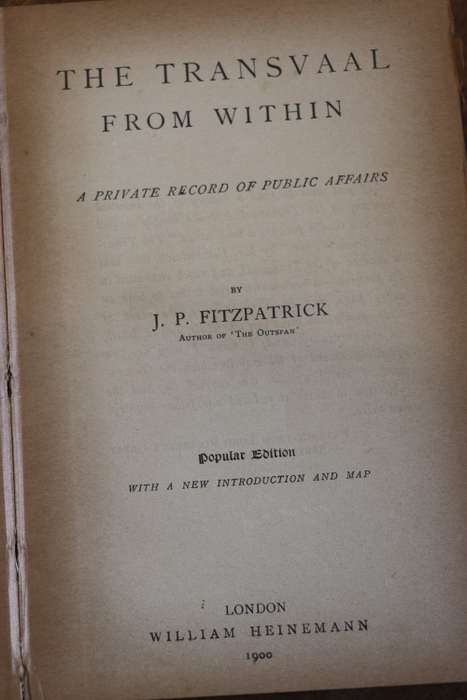 THE TRANSVAAL
FROM WITHIN
A PRIVATE RECORD OF PUBLIC AFFAIRS
BY
J. P. FITZPATRICK
AUTHOR OF 'THE OUTSPAN'
Popular Edition
WITH A NEW INTRODUCTION AND MAP
LONDON
WILLIAM HEINEMANN
1900